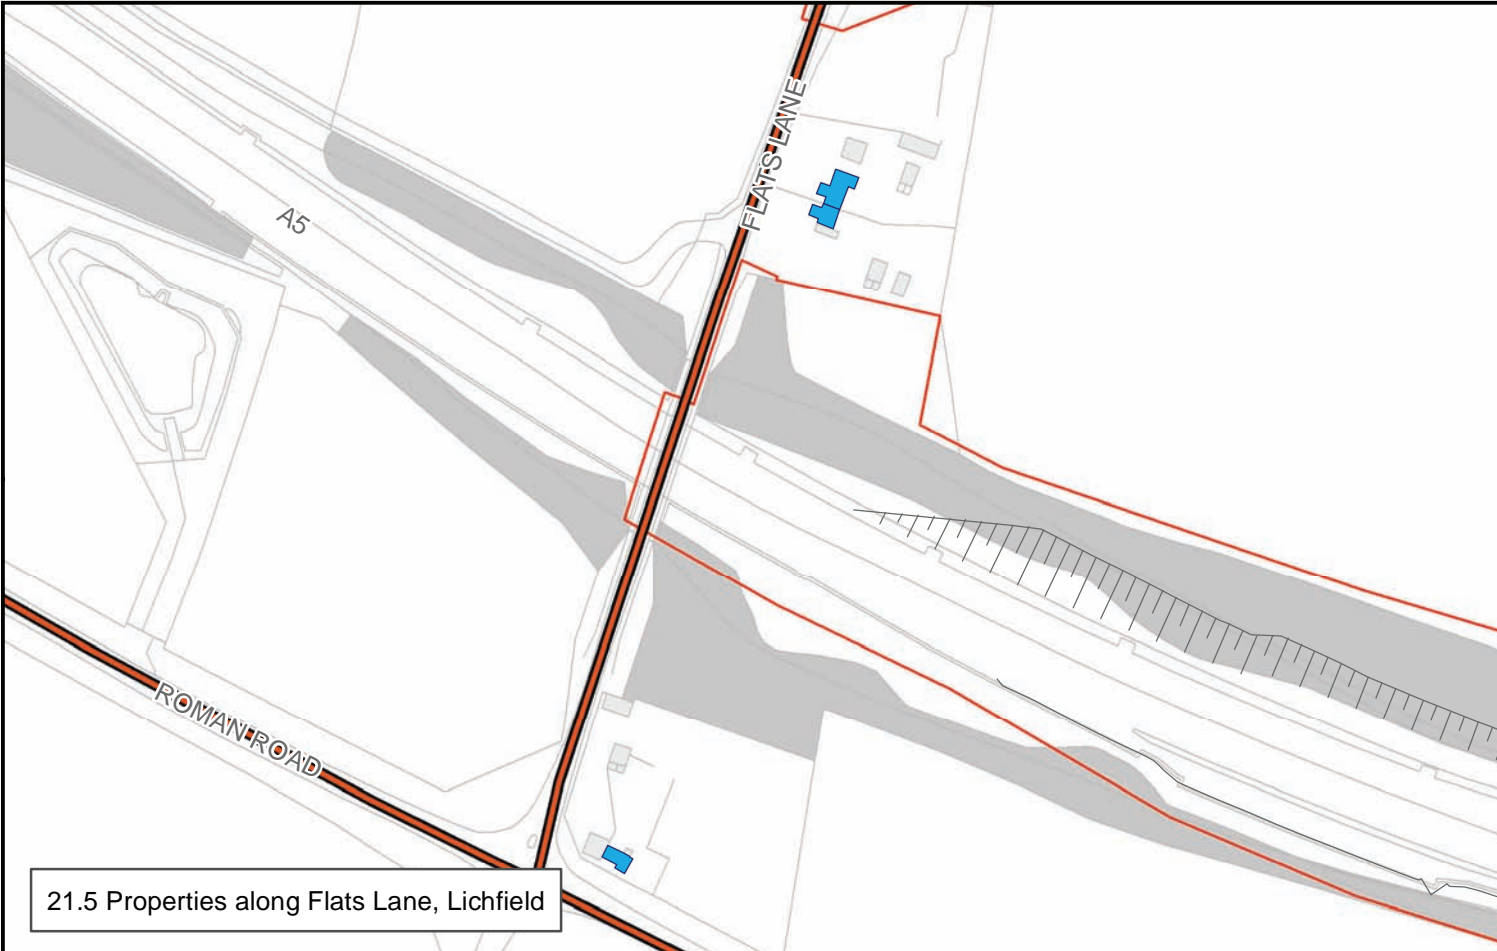 FLATS LANE
A5
ROMAN ROAD
21.5 Properties along Flats Lane, Lichfield